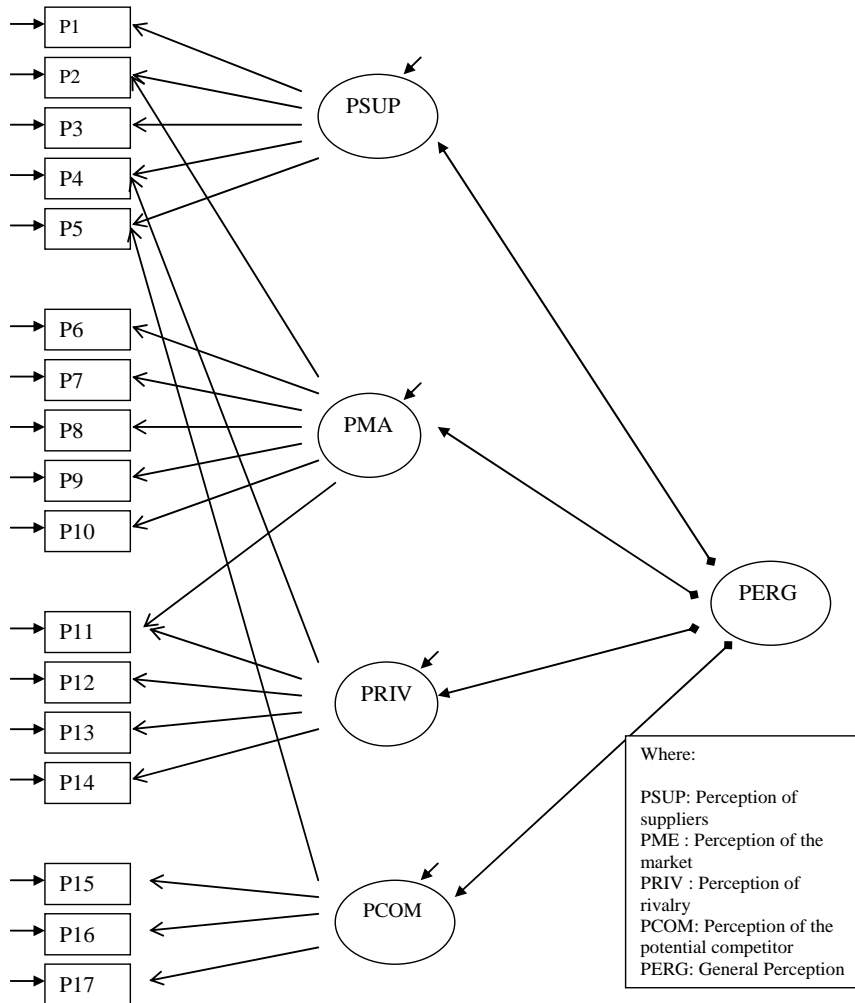 P1
P2
P3
P4
P5
P6
P7
P8
P9
P10
P11
P12
P13
P14
P15
P16
P17
PSUP
PMA
PRIV
PCOM
PERG
Where:
PSUP: Perception of
suppliers
PME : Perception of the
market
PRIV : Perception of
rivalry
PCOM: Perception of the
potential competitor
PERG: General Perception